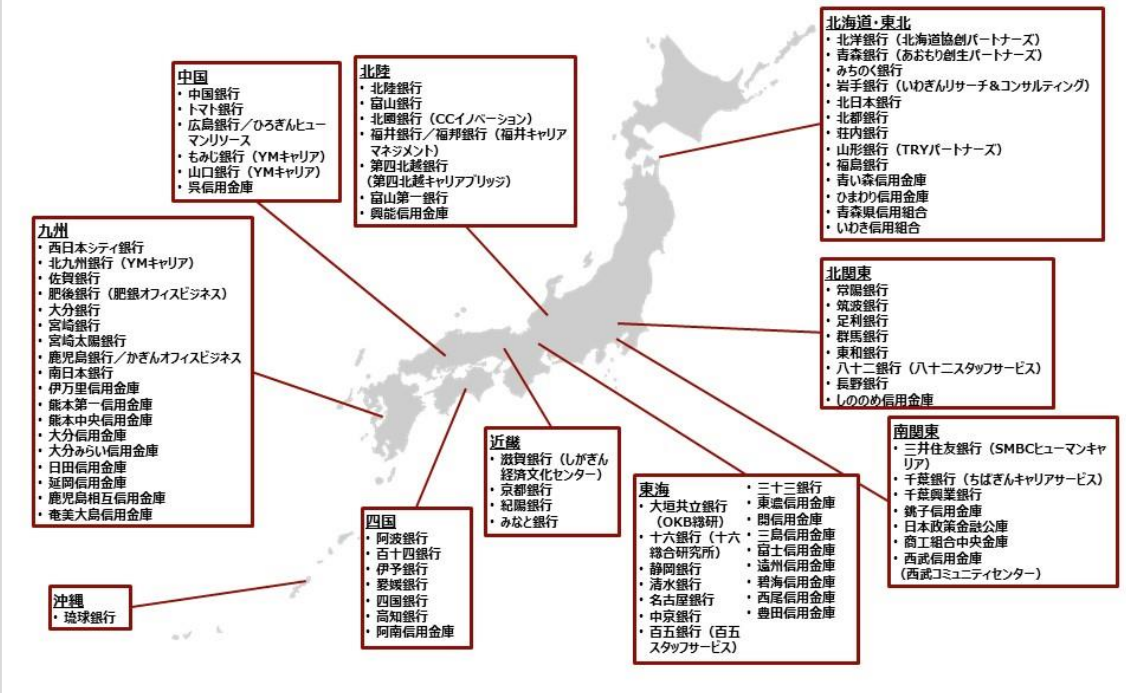 北海道・東北
・ 北洋銀行（北海道協創パートナーズ）
・ 青森銀行（あおもり創生パートナーズ）
・ みちのく銀行
・ 岩手銀行（いわぎんリサーチ＆コンサルティング）
・ 北日本銀行
・ 北都銀行
・ 荘内銀行
・ 山形銀行（TRYパートナーズ）
・ 福島銀行
・ 青い森信用金庫
・ ひまわり信用金庫
・ 青森県信用組合
・ いわき信用組合
北陸
・ 北陸銀行
・ 富山銀行
・ 北國銀行（CCイノベーション）
・ 福井銀行／福邦銀行（福井キャリア
マネジメント）
・ 第四北越銀行
（第四北越キャリアブリッジ）
・ 富山第一銀行
・ 興能信用金庫
中国
・ 中国銀行
・ トマト銀行
・ 広島銀行／ひろぎんヒュー
マンリソース
・ もみじ銀行（YMキャリア）
・ 山口銀行（YMキャリア）
・ 呉信用金庫
九州
・ 西日本シティ銀行
・ 北九州銀行（YMキャリア）
・ 佐賀銀行
・ 肥後銀行（肥銀オフィスビジネス）
・ 大分銀行
・ 宮崎銀行
・ 宮崎太陽銀行
・ 鹿児島銀行／かぎんオフィスビジネス
・ 南日本銀行
・ 伊万里信用金庫
・ 熊本第一信用金庫
・ 熊本中央信用金庫
・ 大分信用金庫
・ 大分みらい信用金庫
・ 日田信用金庫
・ 延岡信用金庫
・ 鹿児島相互信用金庫
・ 奄美大島信用金庫
北関東
・ 常陽銀行
・ 筑波銀行
・ 足利銀行
・ 群馬銀行
・ 東和銀行
・ 八十二銀行（八十二スタッフサービス）
・ 長野銀行
・ しののめ信用金庫
南関東
・ 三井住友銀行（SMBCヒューマンキャ
リア）
・ 千葉銀行（ちばぎんキャリアサービス）
・ 千葉興業銀行
・ 銚子信用金庫
・ 日本政策金融公庫
・ 商工組合中央金庫
・ 西武信用金庫
（西武コミュニティセンター）
近畿
・ 滋賀銀行（しがぎん
経済文化センター）
・ 京都銀行
・ 紀陽銀行
・ みなと銀行
東海
・ 大垣共立銀行
（OKB総研）
・ 十六銀行（十六
総合研究所）
・ 静岡銀行
・ 清水銀行
・ 名古屋銀行
・ 中京銀行
・ 百五銀行（百五
スタッフサービス）
・ 三十三銀行
・ 東濃信用金庫
・ 関信用金庫
・ 三島信用金庫
・ 富士信用金庫
・ 遠州信用金庫
・ 碧海信用金庫
・ 西尾信用金庫
・ 豊田信用金庫
四国
・ 阿波銀行
・ 百十四銀行
・ 伊予銀行
・ 愛媛銀行
・ 四国銀行
・ 高知銀行
・ 阿南信用金庫
沖縄
・ 琉球銀行